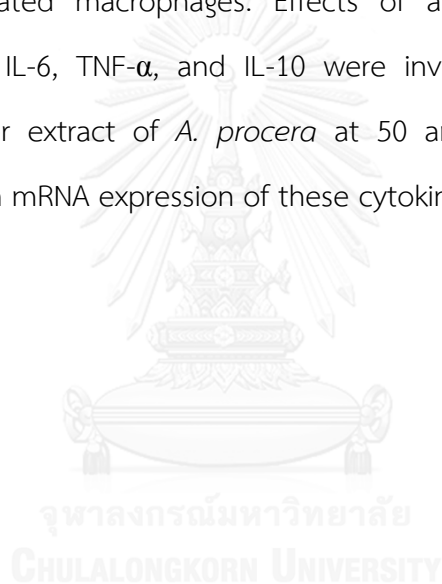 ated macrophages. Effects of a
IL-6, TNF-α, and IL-10 were inv
r extract of A. procera at 50 ar
mRNA expression of these cytokin
จุฬาลงกรณ์มหาวิทยาลัย
CHULALONGKORN UNIVERSITY